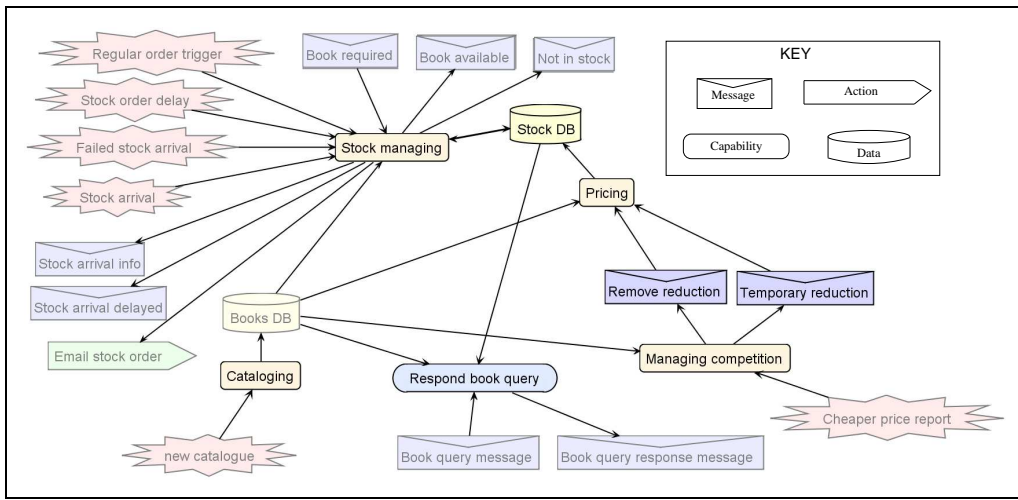 Regular order trigger
Book required
Book available
Not in stock
KEY
Message
Action
Capability
Data
Stock order delay
Stock DB
Failed stock arrival
Stock managing
Stock arrival
Pricing
Stock arrival info
Stock arrival delayed
Remove reduction
Temporary reduction
Books DB
Email stock order
Managing competition
Cataloging
Respond book query
Cheaper price report
new catalogue
Book query message
Book query response message